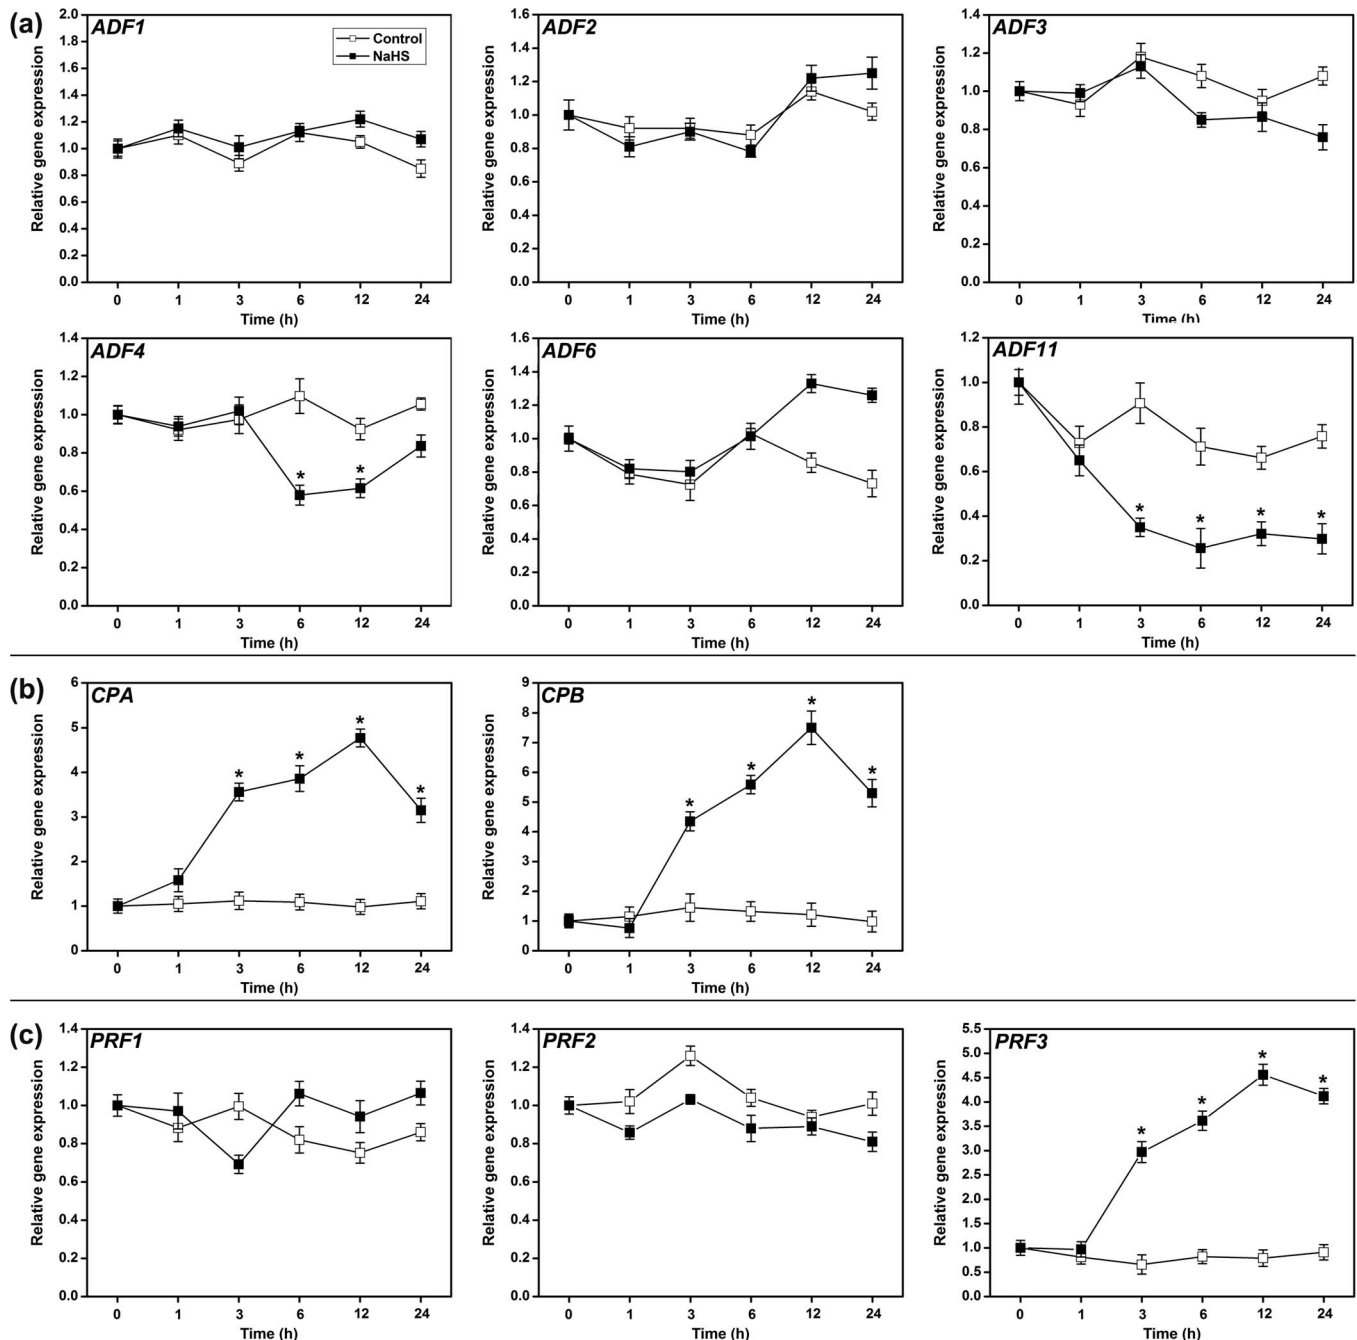 (a)
ADF1
Control
NaHS
Relative gene expression
2.0
1.8
1.6
1.4
1.2
1.0
0.8
0.6
0.4
0.2
0.0
0 1 3 6 12 24
Time (h)
ADF2
Relative gene expression
1.6
1.4
1.2
1.0
0.8
0.6
0.4
0.2
0.0
0 1 3 6 12 24
Time (h)
ADF3
Relative gene expression
1.4
1.2
1.0
0.8
0.6
0.4
0.2
0.0
0 1 3 6 12 24
Time (h)
ADF4
Relative gene expression
1.4
1.2
1.0
0.8
0.6
0.4
0.2
0.0
* *
0 1 3 6 12 24
Time (h)
ADF6
Relative gene expression
1.6
1.4
1.2
1.0
0.8
0.6
0.4
0.2
0.0
0 1 3 6 12 24
Time (h)
ADF11
Relative gene expression
1.2
1.0
0.8
0.6
0.4
0.2
0.0
* * * *
0 1 3 6 12 24
Time (h)
(b)
CPA
Relative gene expression
6
5
4
3
2
1
0
* * * *
0 1 3 6 12 24
Time (h)
CPB
Relative gene expression
9
8
7
6
5
4
3
2
1
0
* * * *
0 1 3 6 12 24
Time (h)
(c)
PRF1
Relative gene expression
1.4
1.2
1.0
0.8
0.6
0.4
0.2
0.0
0 1 3 6 12 24
Time (h)
PRF2
Relative gene expression
1.4
1.2
1.0
0.8
0.6
0.4
0.2
0.0
0 1 3 6 12 24
Time (h)
PRF3
Relative gene expression
5.5
5.0
4.5
4.0
3.5
3.0
2.5
2.0
1.5
1.0
0.5
0.0
* * * *
0 1 3 6 12 24
Time (h)